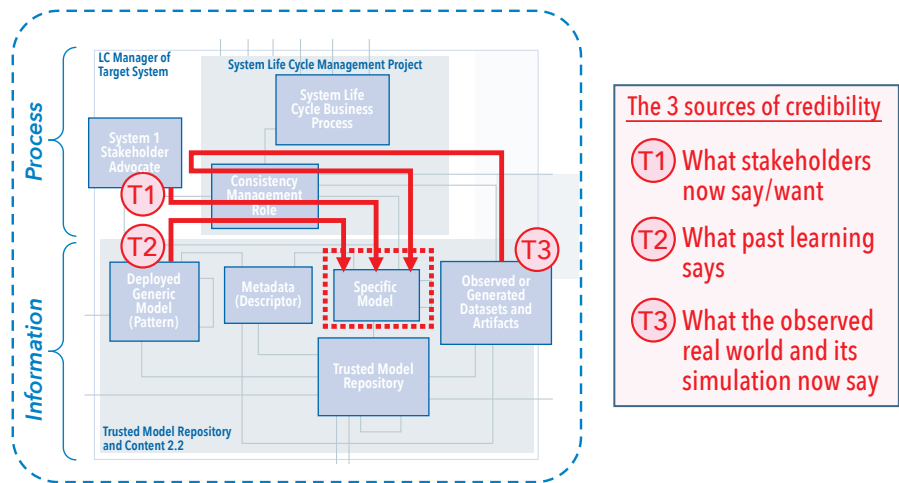 LC Manager of
Target System
System Life Cycle Management Project
System Life
Cycle Business
Process
System 1
Stakeholder
Advocate
T1
Consistency
Management
Role
Process
T2
T3
Deployed
Generic
Model
(Pattern)
Metadata
(Descriptor)
Specific
Model
Observed or
Generated
Datasets and
Artifacts
Information
Trusted Model
Repository
Trusted Model Repository
and Content 2.2
The 3 sources of credibility
T1 What stakeholders
now say/want
T2 What past learning
says
T3 What the observed
real world and its
simulation now say